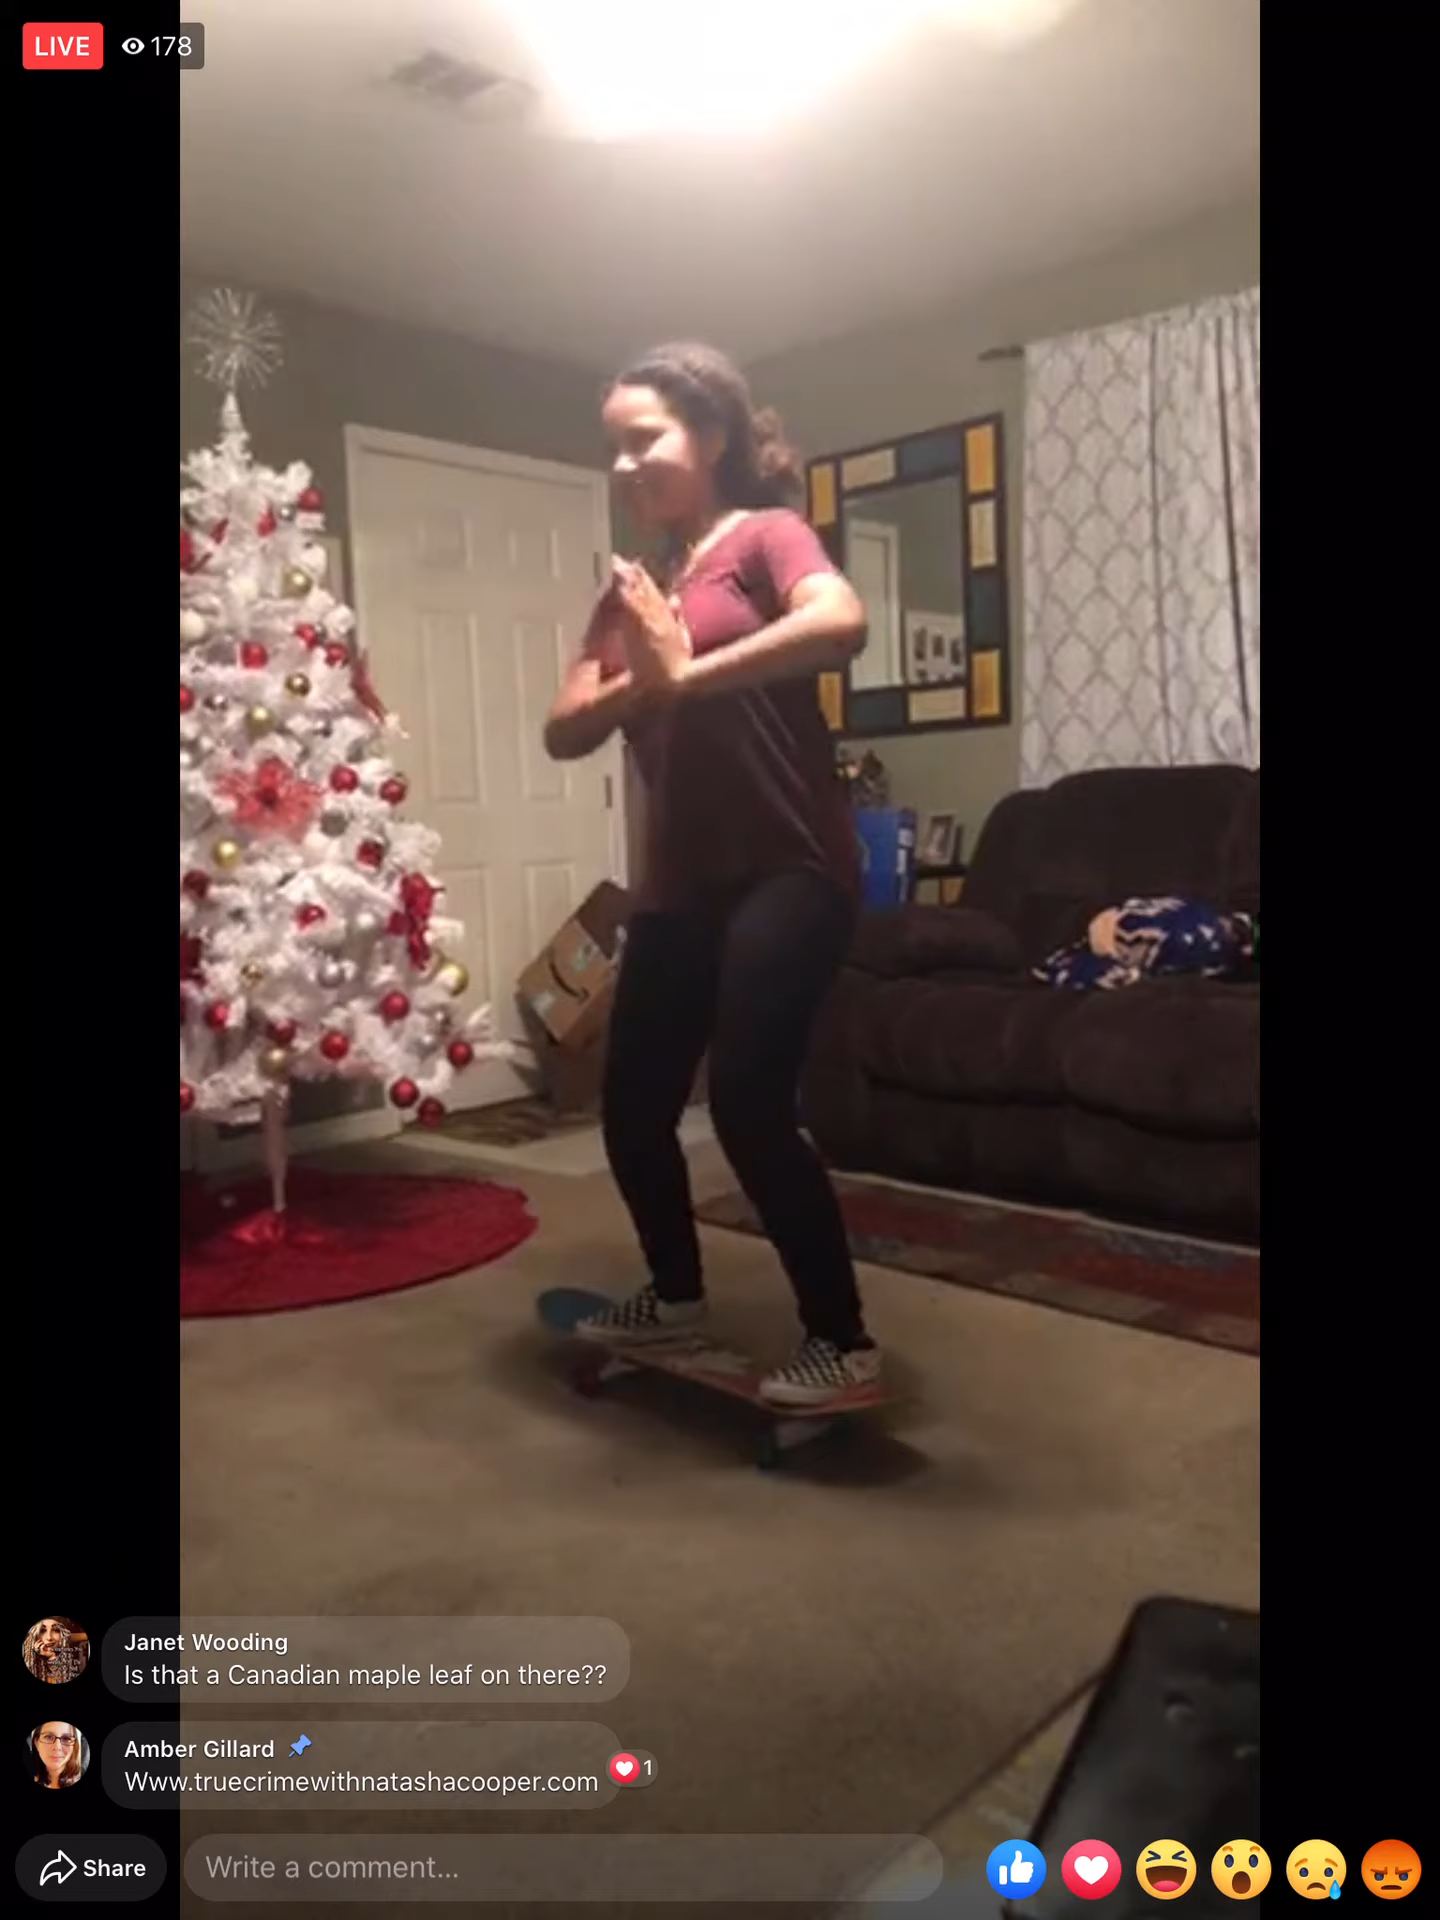 LIVE 178
Janet Wooding
Is that a Canadian maple leaf on there??
Amber Gillard
Www.truecrimewithnatashacooper.com
1
Share
Write a comment...